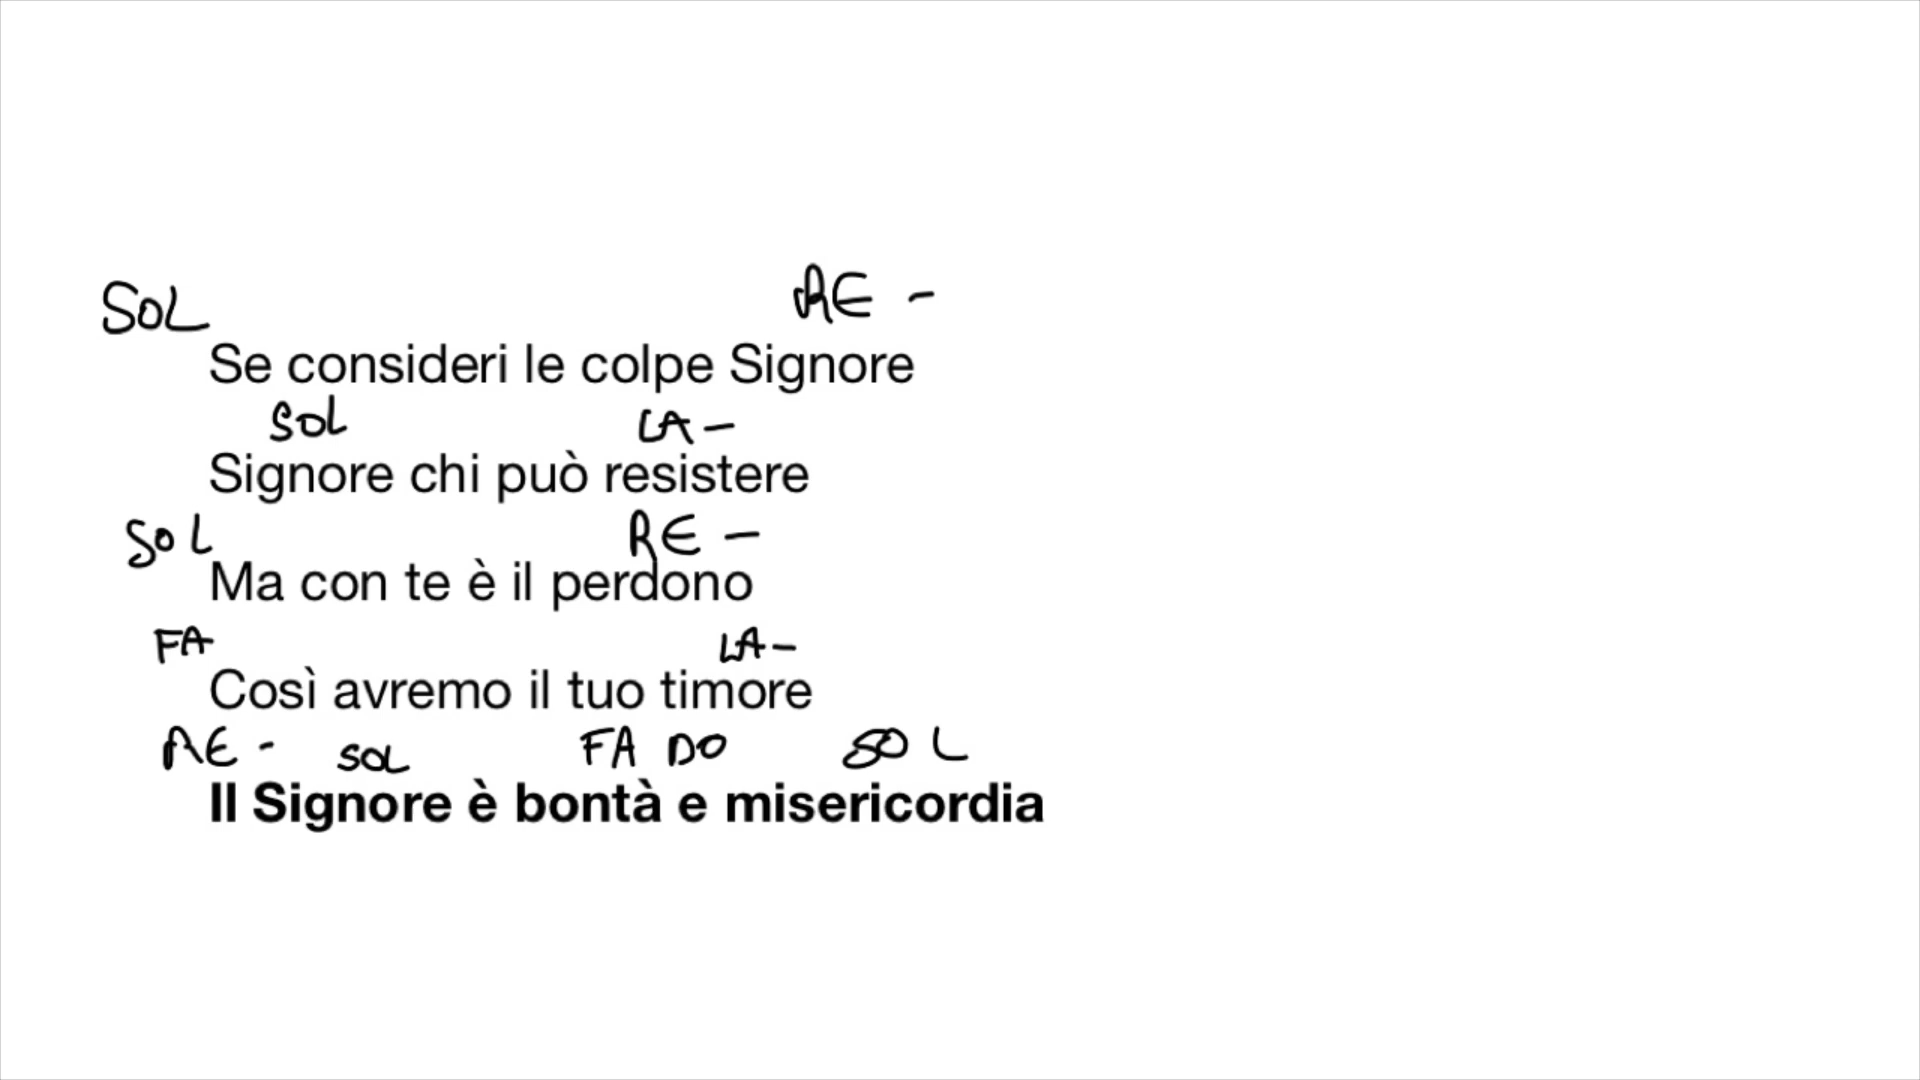 SOL RE -
Se consideri le colpe Signore
SOL LA -
Signore chi può resistere
SOL RE -
Ma con te è il perdono
FA LA -
Così avremo il tuo timore
RE - SOL FA DO SOL
Il Signore è bontà e misericordia